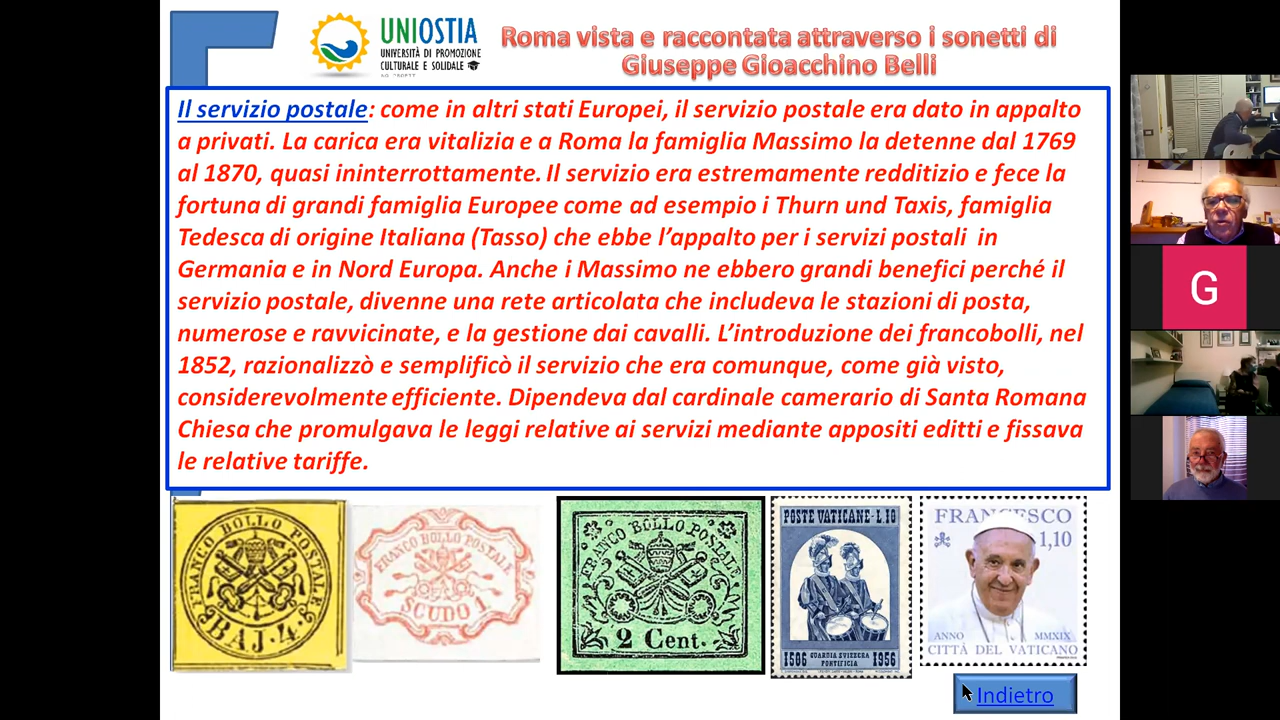 UNIOSTIA
UNIVERSITÀ DI PROMOZIONE
CULTURALE E SOLIDALE
Roma vista e raccontata attraverso i sonetti di
Giuseppe Gioacchino Belli
Il servizio postale: come in altri stati Europei, il servizio postale era dato in appalto
a privati. La carica era vitalizia e a Roma la famiglia Massimo la detenne dal 1769
al 1870, quasi ininterrottamente. Il servizio era estremamente redditizio e fece la
fortuna di grandi famiglia Europee come ad esempio i Thurn und Taxis, famiglia
Tedesca di origine Italiana (Tasso) che ebbe l'appalto per i servizi postali in
Germania e in Nord Europa. Anche i Massimo ne ebbero grandi benefici perché il
servizio postale, divenne una rete articolata che includeva le stazioni di posta,
numerose e ravvicinate, e la gestione dai cavalli. L'introduzione dei francobolli, nel
1852, razionalizzò e semplificò il servizio che era comunque, come già visto,
considerevolmente efficiente. Dipendeva dal cardinale camerario di Santa Romana
Chiesa che promulgava le leggi relative ai servizi mediante appositi editti e fissava
le relative tariffe.
FRANCO BOLLO POSTALE
BAJ. 4.
FRANCO BOLLO POSTALE
SCUDO 1
FRANCO BOLLO POSTALE
2 Cent.
POSTE VATICANE-L.10
1506 GUARDIA SVIZZERA PONTIFICIA 1956
FRANCESCO
1,10
ANNO MMXIX
CITTÀ DEL VATICANO
Indietro
G